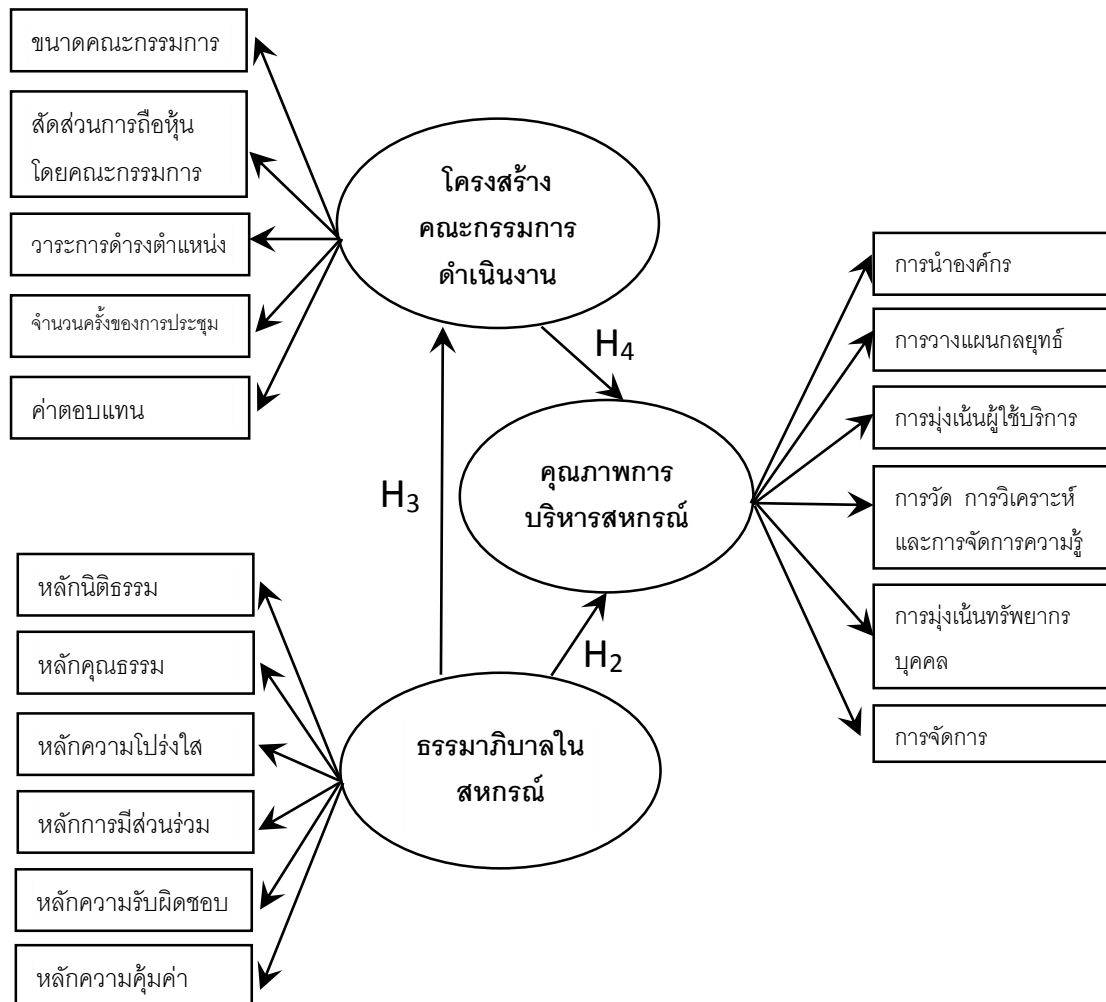 ขนาดคณะกรรมการ
สัดส่วนการถือหุ้น
โดยคณะกรรมการ
วาระการดำรงตำแหน่ง
จำนวนครั้งของการประชุม
ค่าตอบแทน
โครงสร้าง
คณะกรรมการ
ดำเนินงาน
H4
H3
คุณภาพการ
บริหารสหกรณ์
H2
การนำองค์กร
การวางแผนกลยุทธ์
การมุ่งเน้นผู้ใช้บริการ
การวัด การวิเคราะห์
และการจัดการความรู้
การมุ่งเน้นทรัพยากร
บุคคล
การจัดการ
หลักนิติธรรม
หลักคุณธรรม
หลักความโปร่งใส
หลักการมีส่วนร่วม
หลักความรับผิดชอบ
หลักความคุ้มค่า
ธรรมาภิบาลใน
สหกรณ์